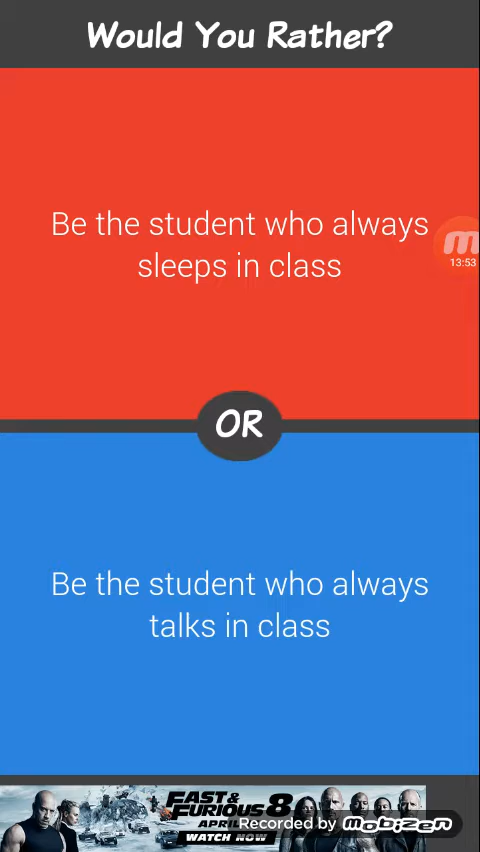 Would You Rather?
Be the student who always
sleeps in class
13:53
OR
Be the student who always
talks in class
FAST &
FURIOUS 8
APRIL
WATCH NOW
Recorded by mobizen